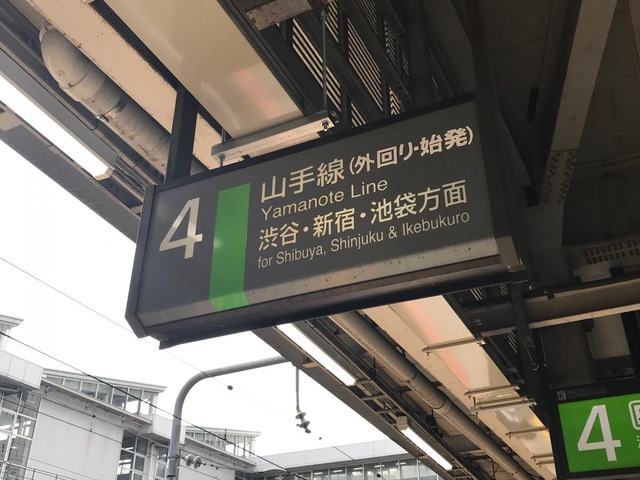 4
山手線(外回り・始発)
Yamanote Line
渋谷・新宿・池袋方面
for Shibuya, Shinjuku & Ikebukuro
4